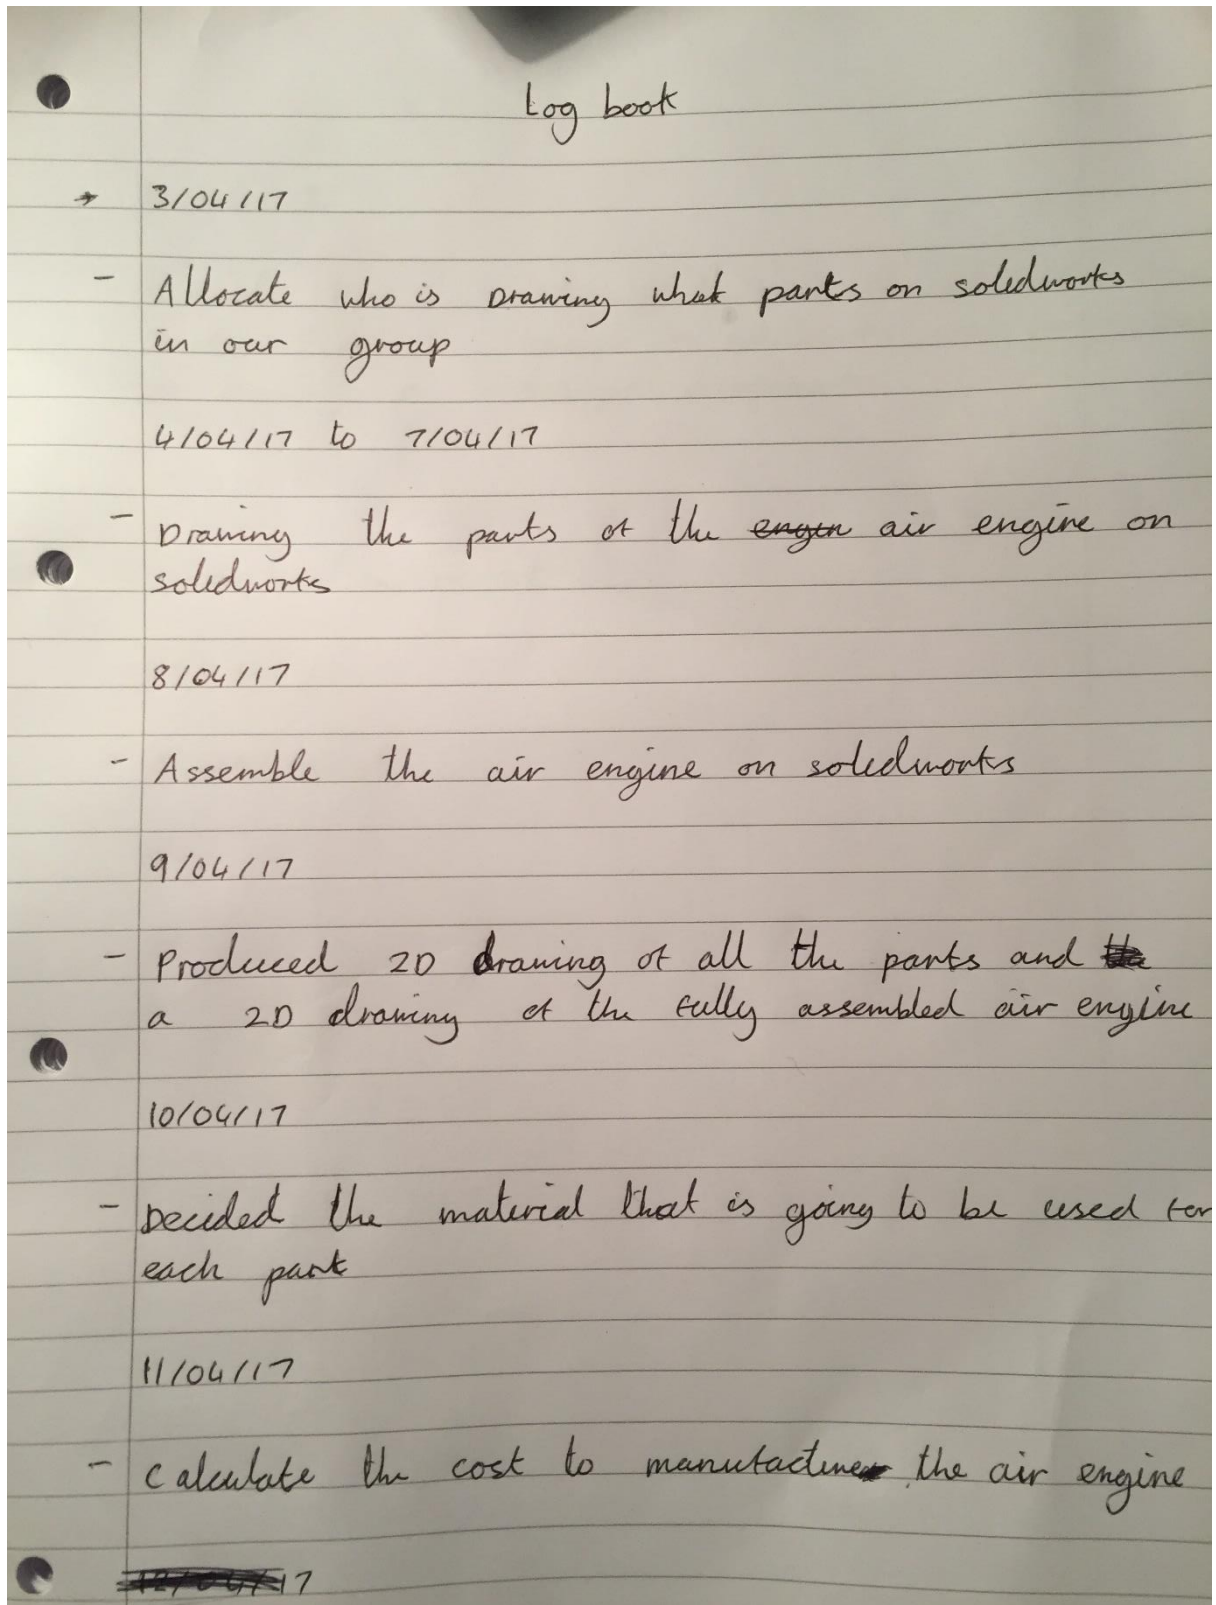 Log book
3/04/17
- Allocate who is Drawing what parts on soledworks
in our group
4/04/17 to 7/04/17
- Drawing the parts of the engen air engine on
soledworks
8/04/17
- Assemble the air engine on soledworks
9/04/17
- Produced 2D drawing of all the parts and the
a 2D drawing of the fully assembled air engine
10/04/17
- Decided the material that is going to be used for
each part
11/04/17
- Calculate the cost to manufacture the air engine
12/04/17